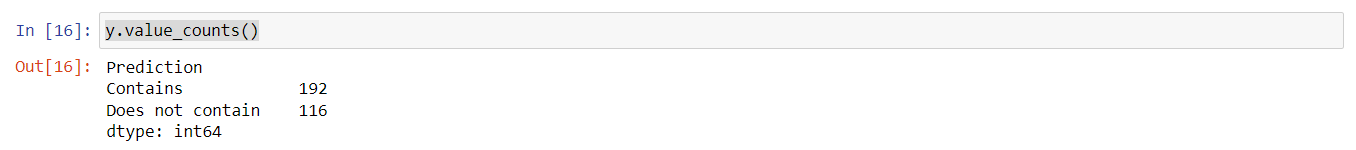 In [16]: y.value_counts()
Out[16]: Prediction
Contains 192
Does not contain 116
dtype: int64